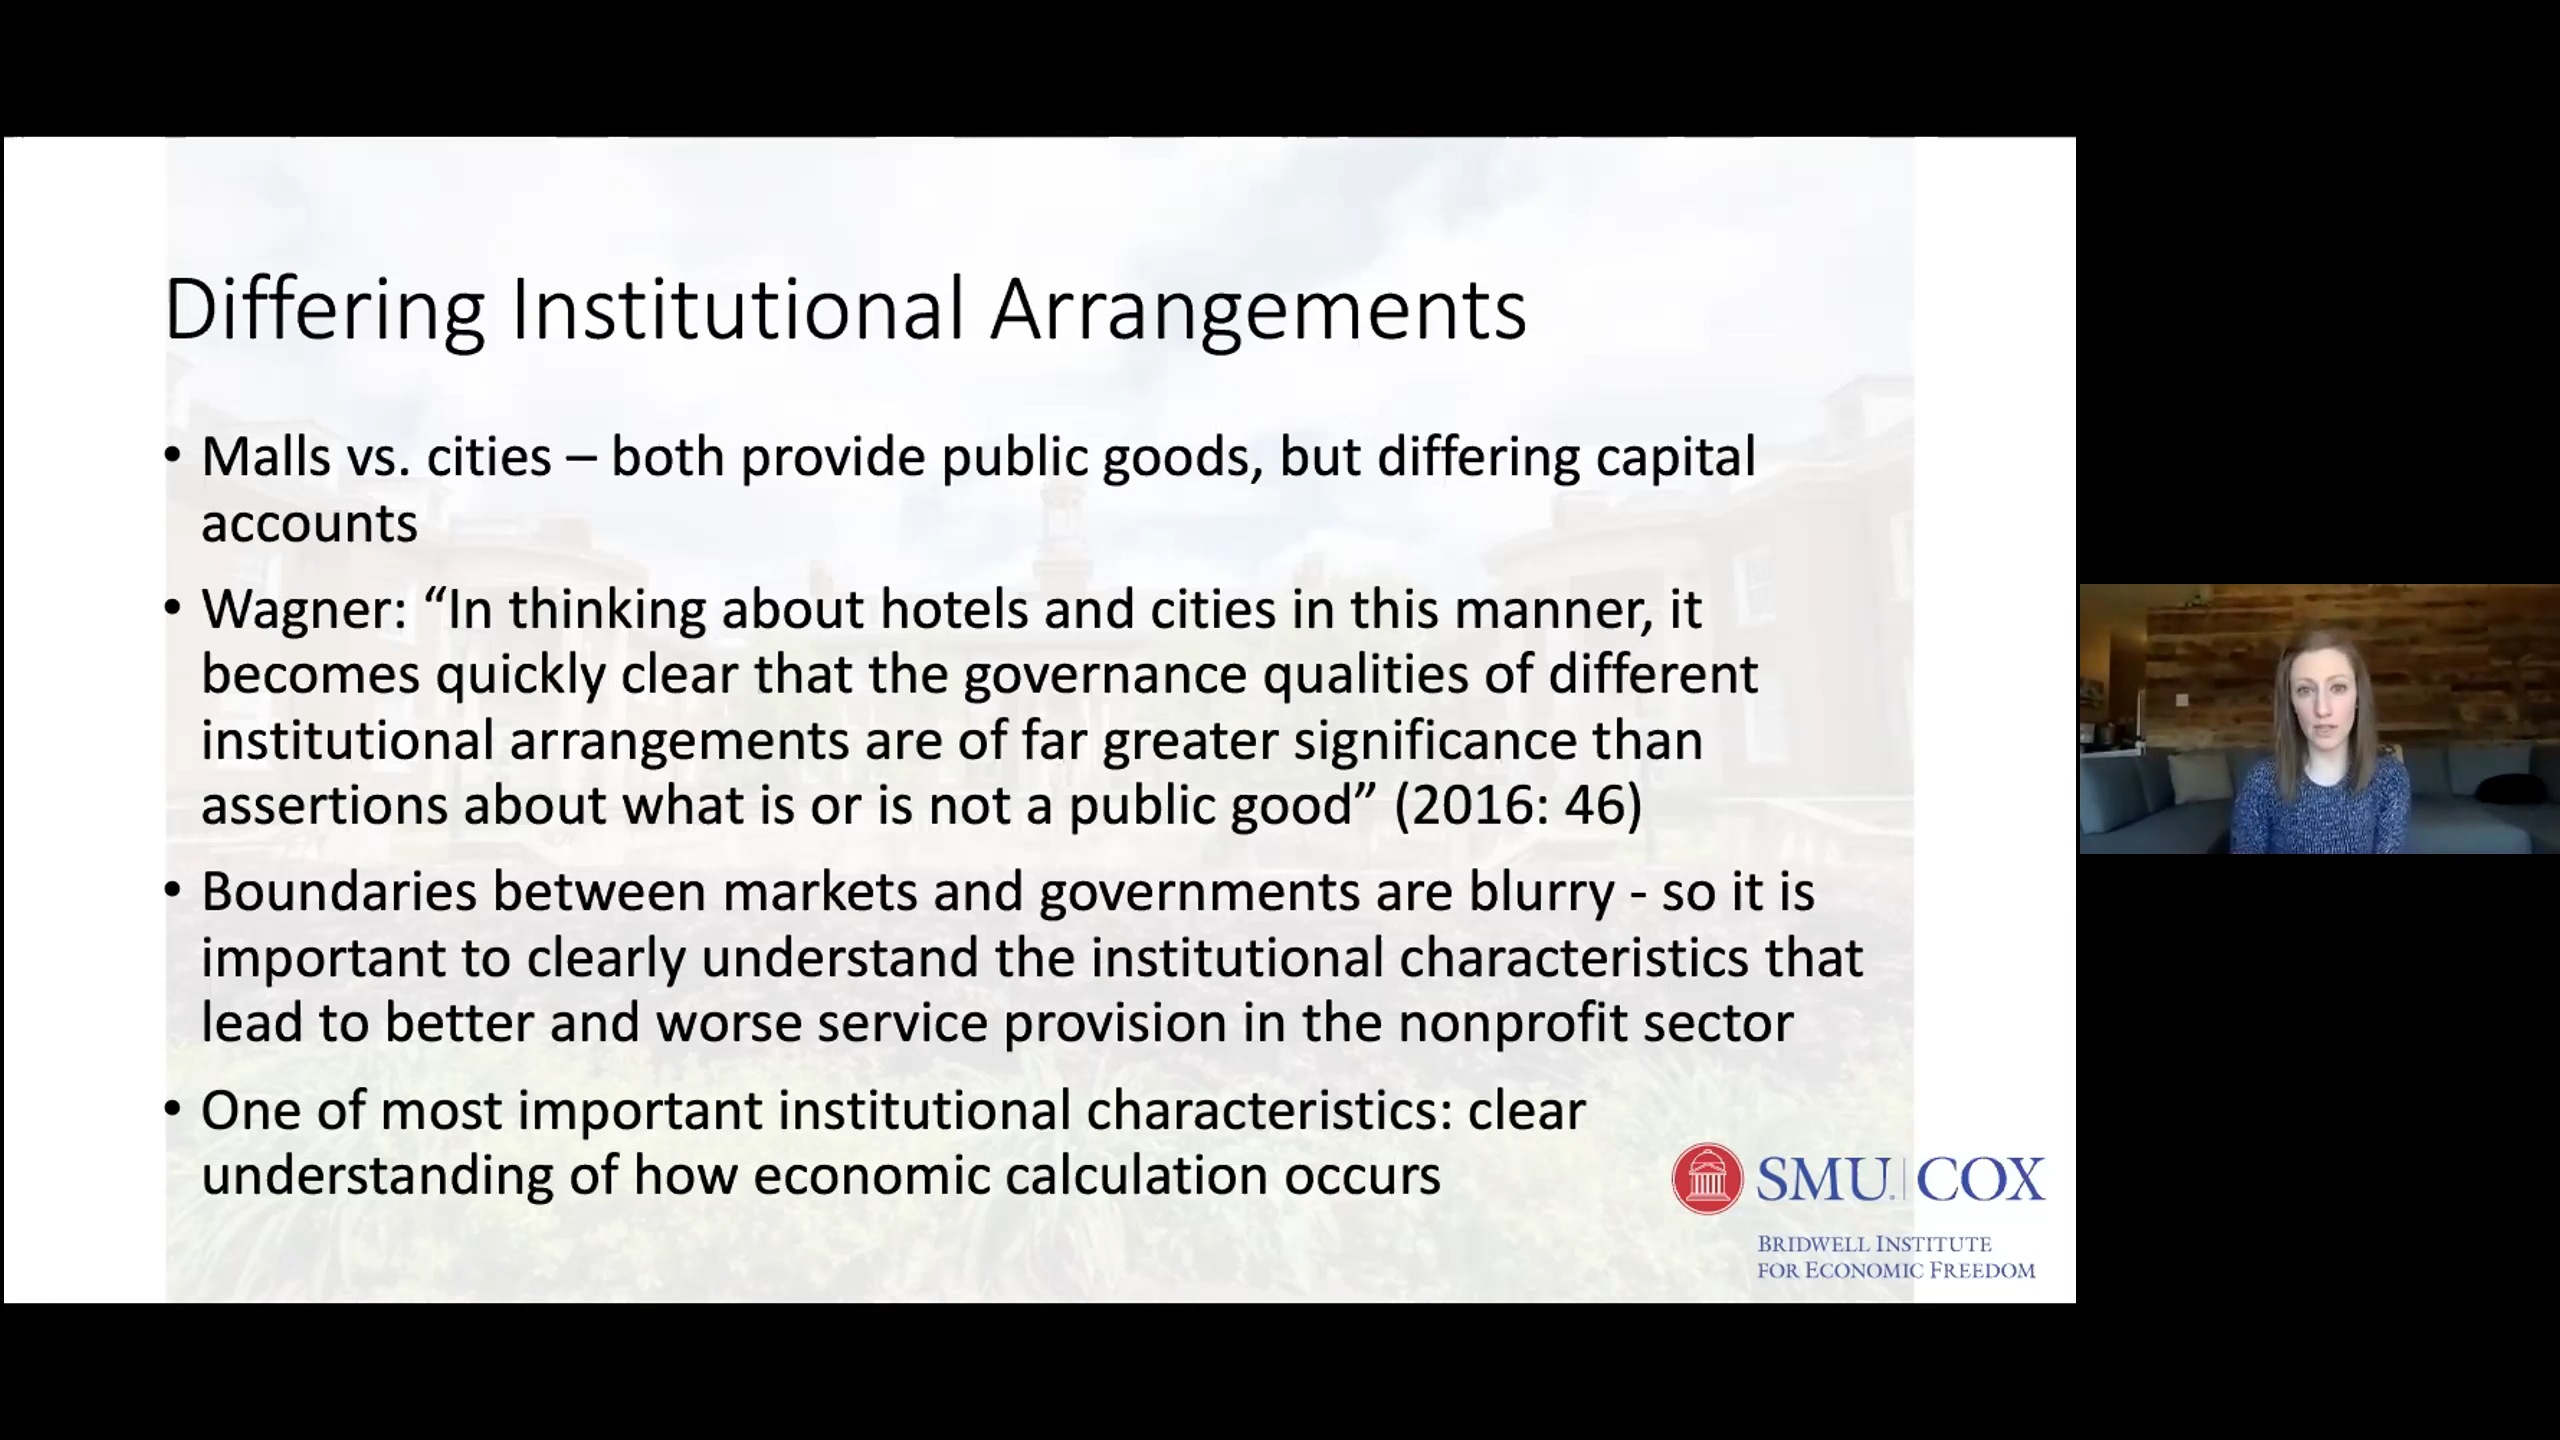 Differing Institutional Arrangements
• Malls vs. cities – both provide public goods, but differing capital
accounts
• Wagner: “In thinking about hotels and cities in this manner, it
becomes quickly clear that the governance qualities of different
institutional arrangements are of far greater significance than
assertions about what is or is not a public good” (2016: 46)
• Boundaries between markets and governments are blurry - so it is
important to clearly understand the institutional characteristics that
lead to better and worse service provision in the nonprofit sector
• One of most important institutional characteristics: clear
understanding of how economic calculation occurs
SMU. COX
BRIDWELL INSTITUTE
FOR ECONOMIC FREEDOM